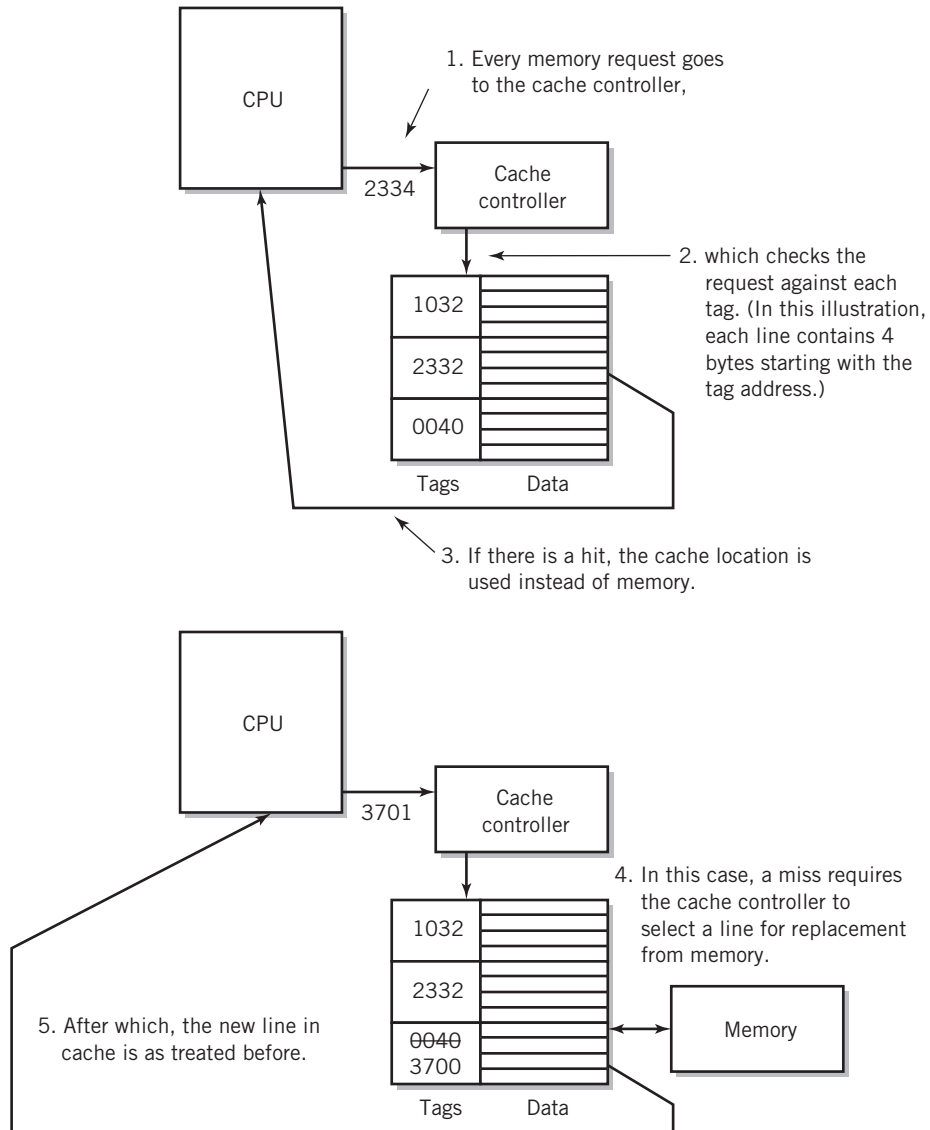 CPU
1. Every memory request goes
to the cache controller,
2334
Cache
controller
2. which checks the
request against each
tag. (In this illustration,
each line contains 4
bytes starting with the
tag address.)
1032
2332
0040
Tags Data
3. If there is a hit, the cache location is
used instead of memory.
CPU
3701
Cache
controller
4. In this case, a miss requires
the cache controller to
select a line for replacement
from memory.
1032
2332
0040
3700
Memory
5. After which, the new line in
cache is as treated before.
Tags Data